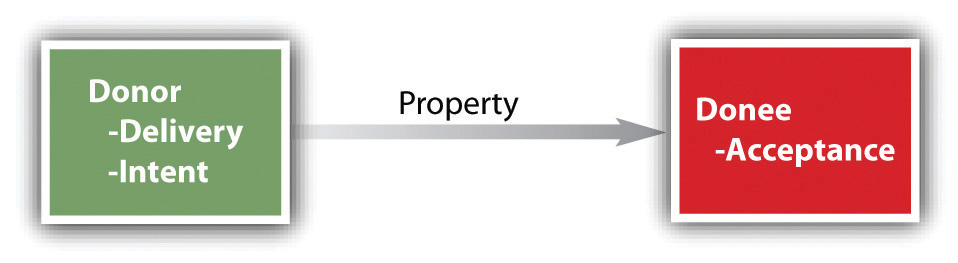 Donor
-Delivery
-Intent
Property
Donee
-Acceptance